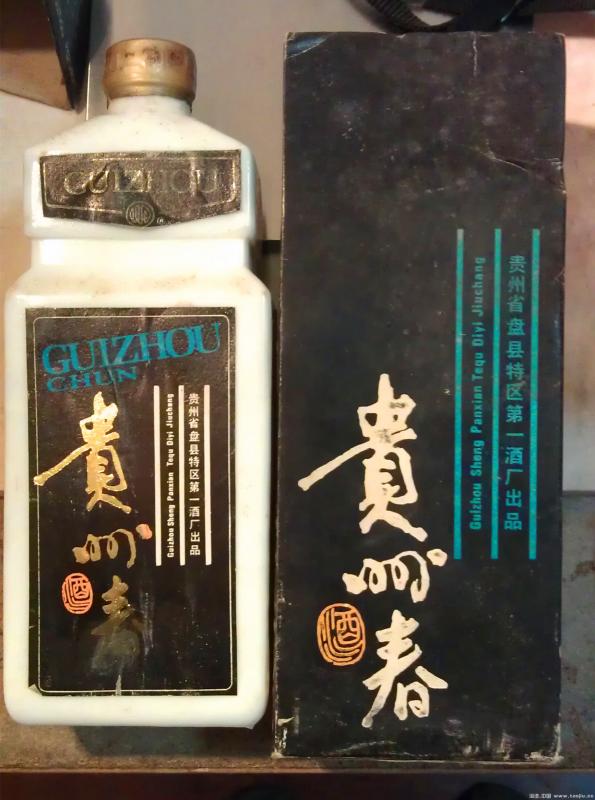 GUIZHOU
GUIZHOU
CHUN
貴州春
酒
Guizhou Sheng Panxian Tequ Diyi Jiuchang
贵州省盘县特区第一酒厂出品
貴州春
酒
Guizhou Sheng Panxian Tequ Diyi Jiuchang
贵州省盘县特区第一酒厂出品